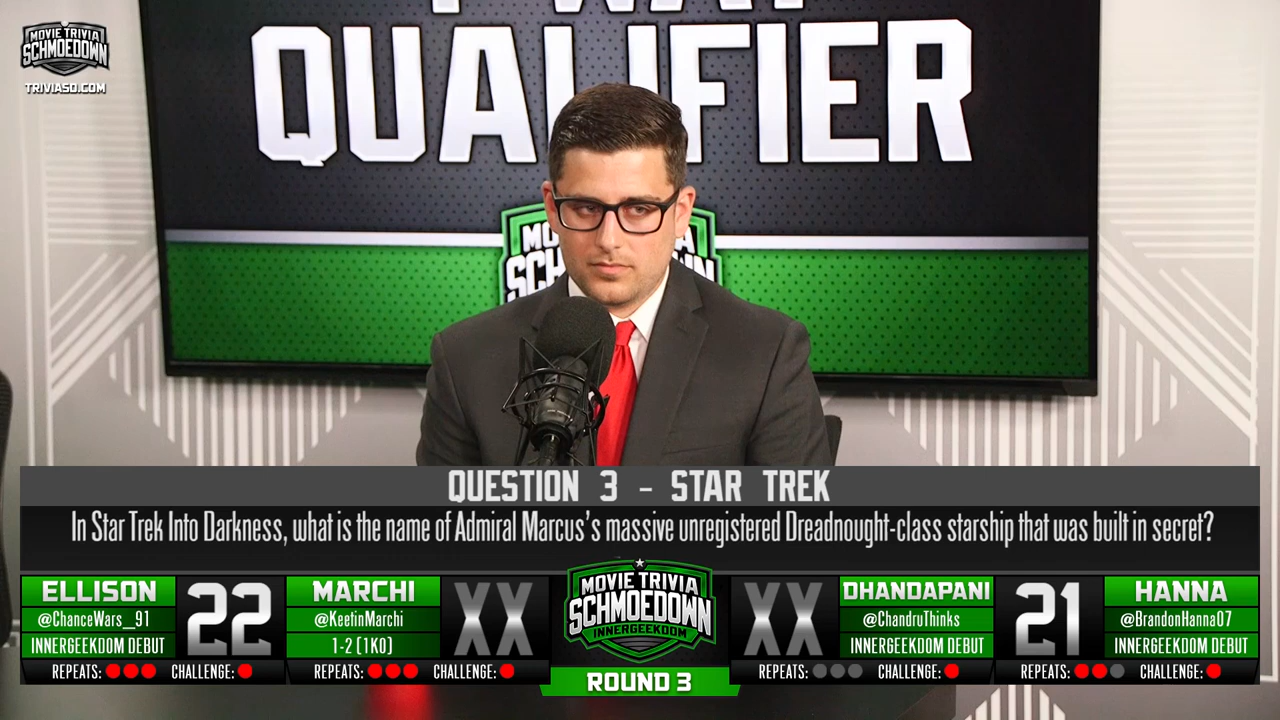 MOVIE TRIVIA
SCHMOEDOWN
TRIVIASD.COM
QUALIFIER
QUESTION 3 - STAR TREK
In Star Trek Into Darkness, what is the name of Admiral Marcus's massive unregistered Dreadnought-class starship that was built in secret?
ELLISON
@ChanceWars_91
INNERGEEKDOM DEBUT
22
REPEATS: CHALLENGE:
MARCHI
@KeetinMarchi
1-2 (1KO)
XX
REPEATS: CHALLENGE:
MOVIE TRIVIA
SCHMOEDOWN
INNERGEEKDOM
ROUND 3
XX
DHANDAPANI
@ChandruThinks
INNERGEEKDOM DEBUT
REPEATS: CHALLENGE:
21
HANNA
@BrandonHanna07
INNERGEEKDOM DEBUT
REPEATS: CHALLENGE: